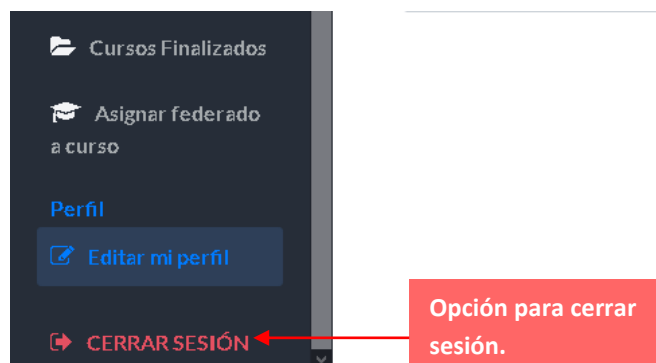 Cursos Finalizados
Asignar federado
a curso
Perfil
Editar mi perfil
Opción para cerrar
CERRAR SESIÓN
sesión.